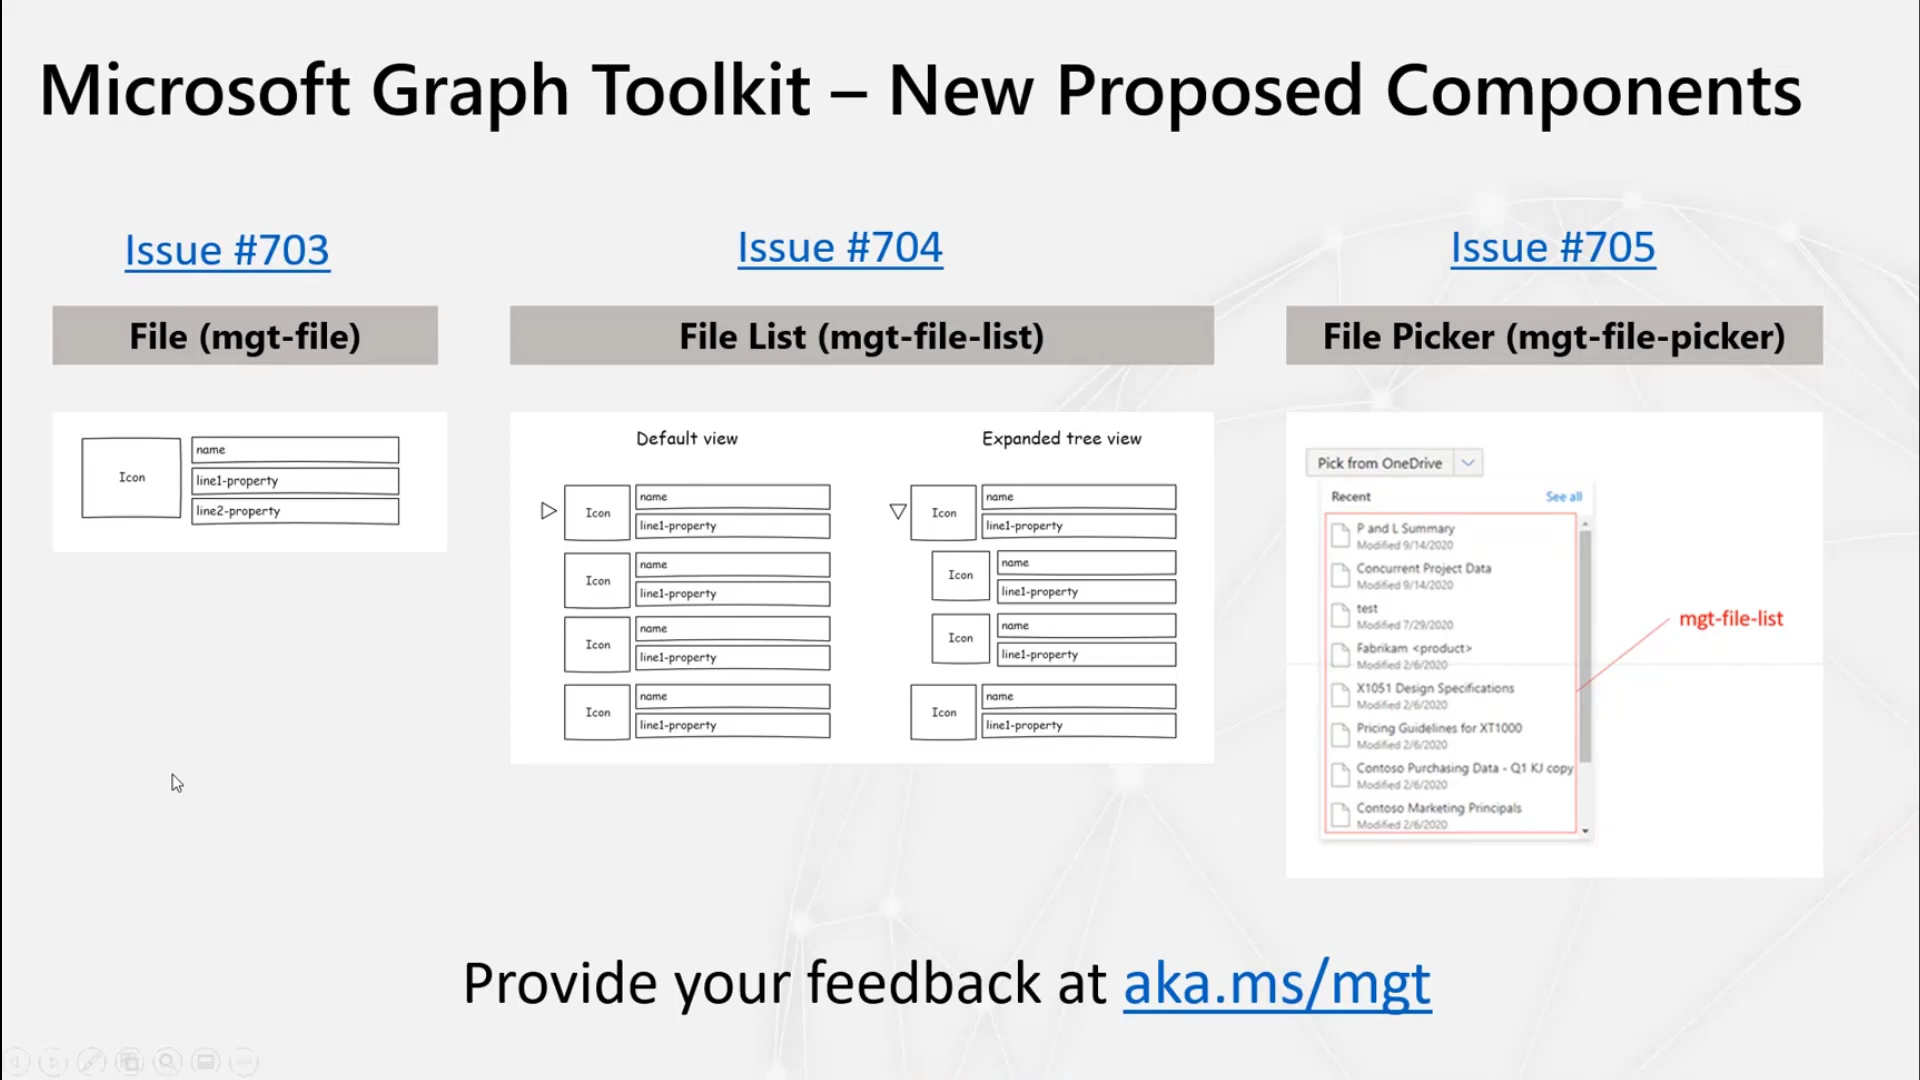 Microsoft Graph Toolkit – New Proposed Components
Issue #703
File (mgt-file)
Icon
name
line1-property
line2-property
Issue #704
File List (mgt-file-list)
Default view
Icon
name
line1-property
Icon
name
line1-property
Icon
name
line1-property
Icon
name
line1-property
Expanded tree view
Icon
name
line1-property
Icon
name
line1-property
Icon
name
line1-property
Icon
name
line1-property
Issue #705
File Picker (mgt-file-picker)
Pick from OneDrive
Recent See all
P and L Summary
Modified 9/14/2020
Concurrent Project Data
Modified 9/14/2020
test
Modified 7/29/2020
Fabrikam <product>
Modified 2/6/2020
X1051 Design Specifications
Modified 2/6/2020
Pricing Guidelines for XT1000
Modified 2/6/2020
Contoso Purchasing Data - Q1 KJ copy
Modified 2/6/2020
Contoso Marketing Principals
Modified 2/6/2020
mgt-file-list
Provide your feedback at aka.ms/mgt